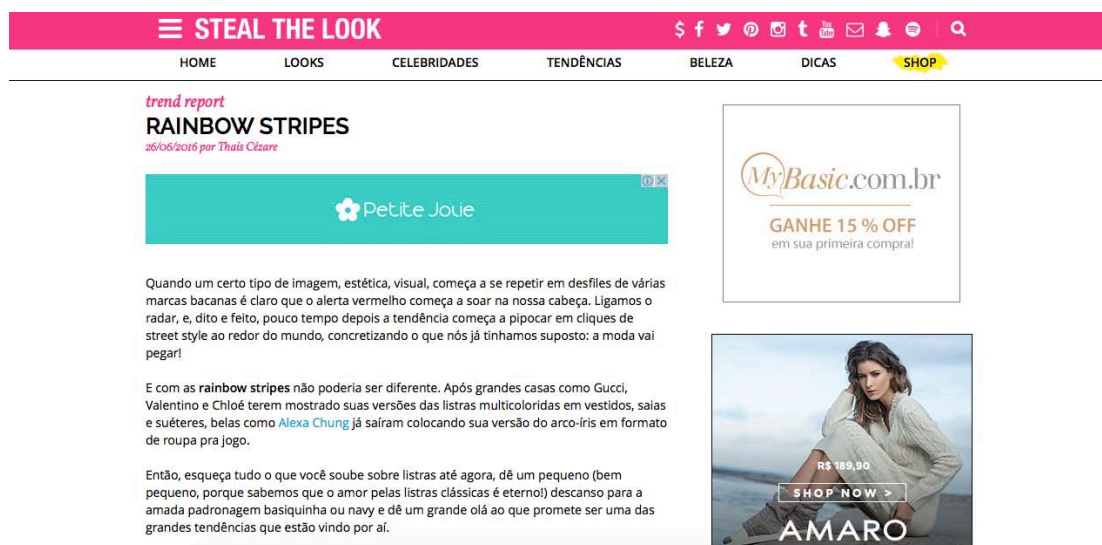 STEAL THE LOOK
HOME LOOKS CELEBRIDADES TENDÊNCIAS BELEZA DICAS SHOP
trend report
RAINBOW STRIPES
26/06/2016 por Thais Cézare
Petite Jolie
Quando um certo tipo de imagem, estética, visual, começa a se repetir em desfiles de várias
marcas bacanas é claro que o alerta vermelho começa a soar na nossa cabeça. Ligamos o
radar, e, dito e feito, pouco tempo depois a tendência começa a pipocar em cliques de
street style ao redor do mundo, concretizando o que nós já tinhamos suposto: a moda vai
pegar!
E com as rainbow stripes não poderia ser diferente. Após grandes casas como Gucci,
Valentino e Chloé terem mostrado suas versões das listras multicoloridas em vestidos, saias
e suéteres, belas como Alexa Chung já saíram colocando sua versão do arco-íris em formato
de roupa pra jogo.
Então, esqueça tudo o que você soube sobre listras até agora, dê um pequeno (bem
pequeno, porque sabemos que o amor pelas listras clássicas é eterno!) descanso para a
amada padronagem basiquinha ou navy e dê um grande olá ao que promete ser uma das
grandes tendências que estão vindo por aí.
MyBasic.com.br
GANHE 15 % OFF
em sua primeira compra!
R$ 189,90
SHOP NOW >
AMARO